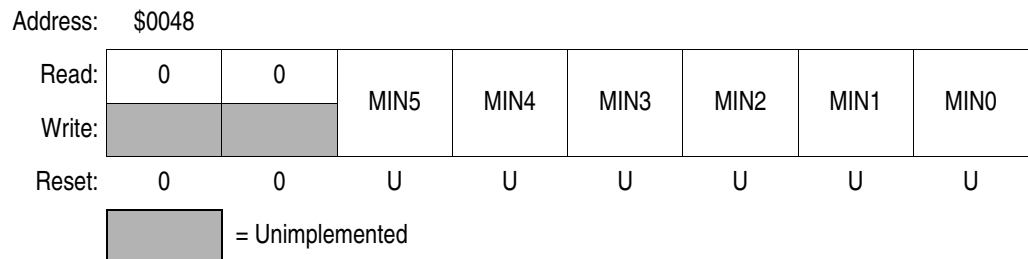 Address: $0048
Read: 0 0 MIN5 MIN4 MIN3 MIN2 MIN1 MIN0
Write:
Reset: 0 0 U U U U U U
= Unimplemented